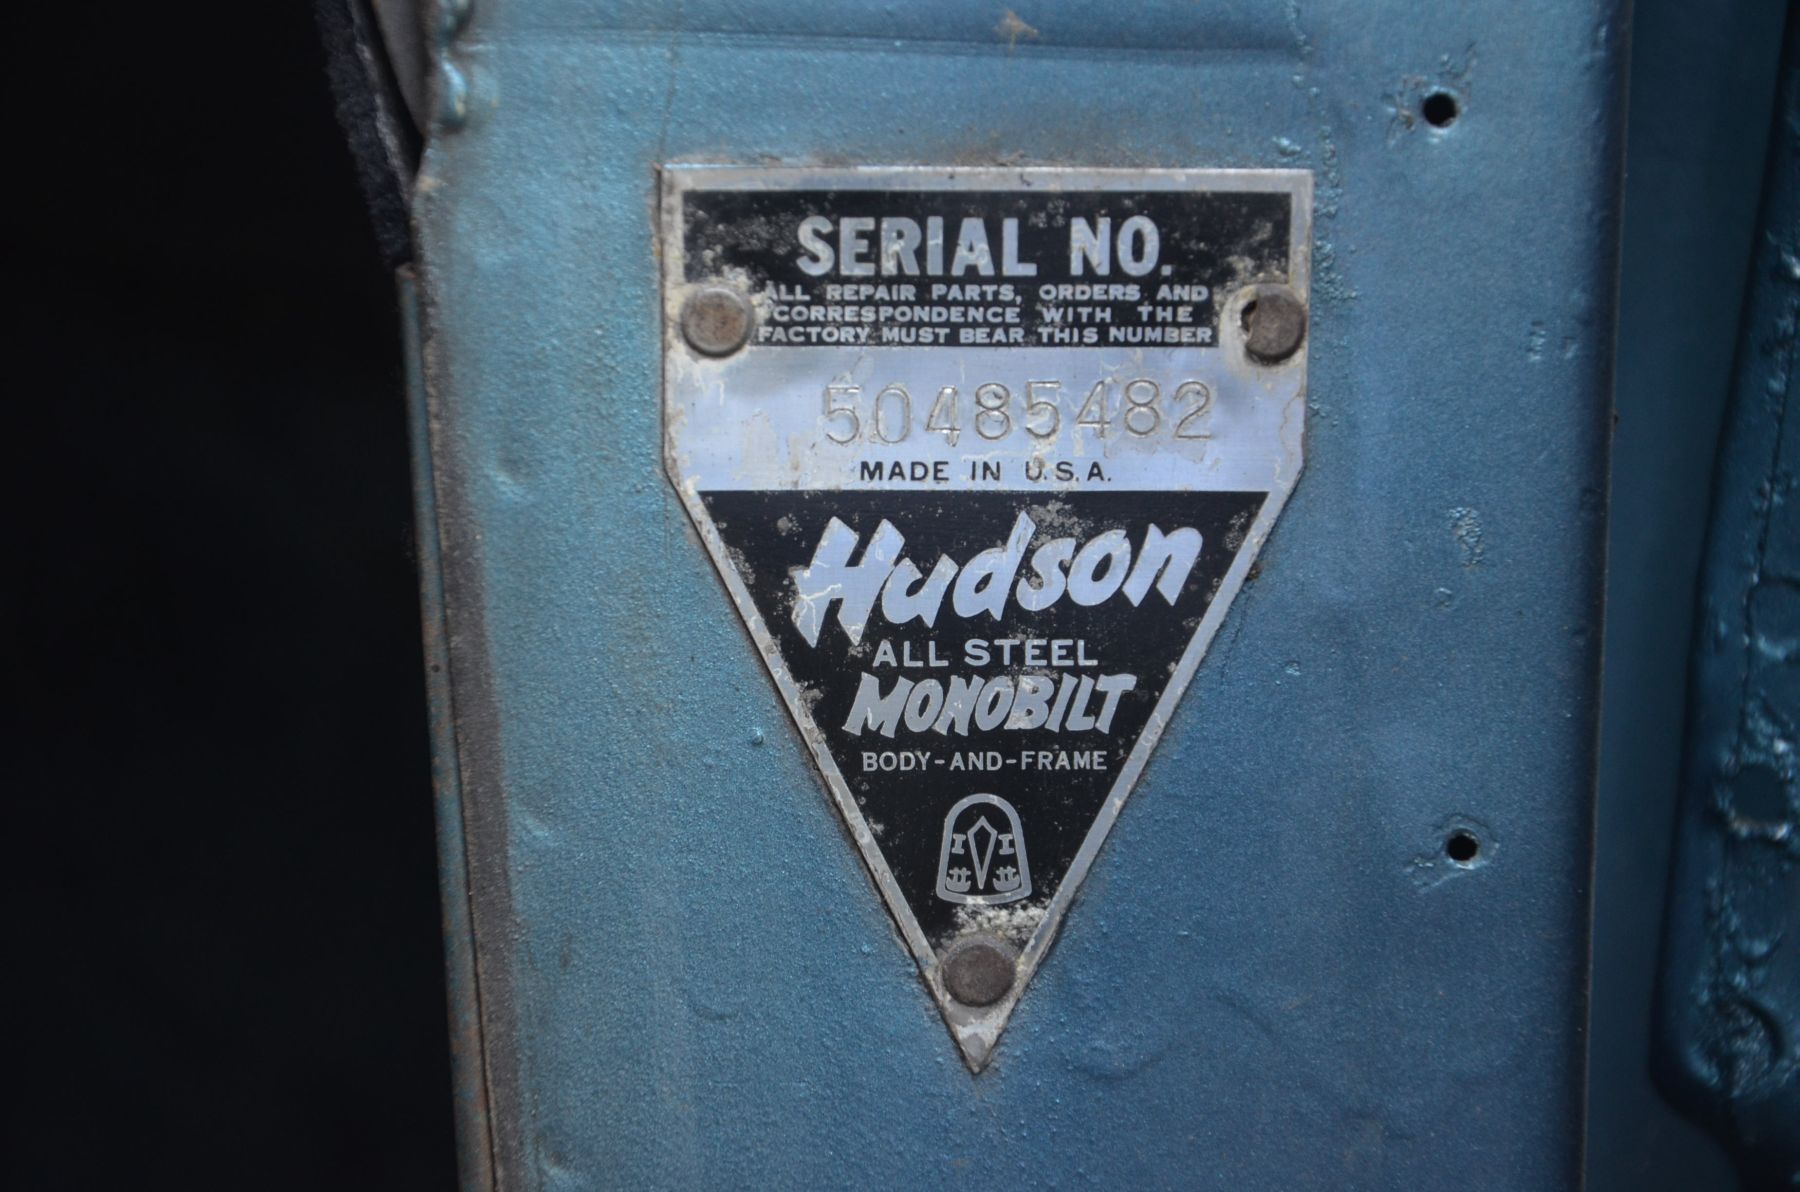 SERIAL NO.
ALL REPAIR PARTS, ORDERS AND
CORRESPONDENCE WITH THE
FACTORY MUST BEAR THIS NUMBER
50485482
MADE IN U.S.A.
Hudson
ALL STEEL
MONOBILT
BODY-AND-FRAME